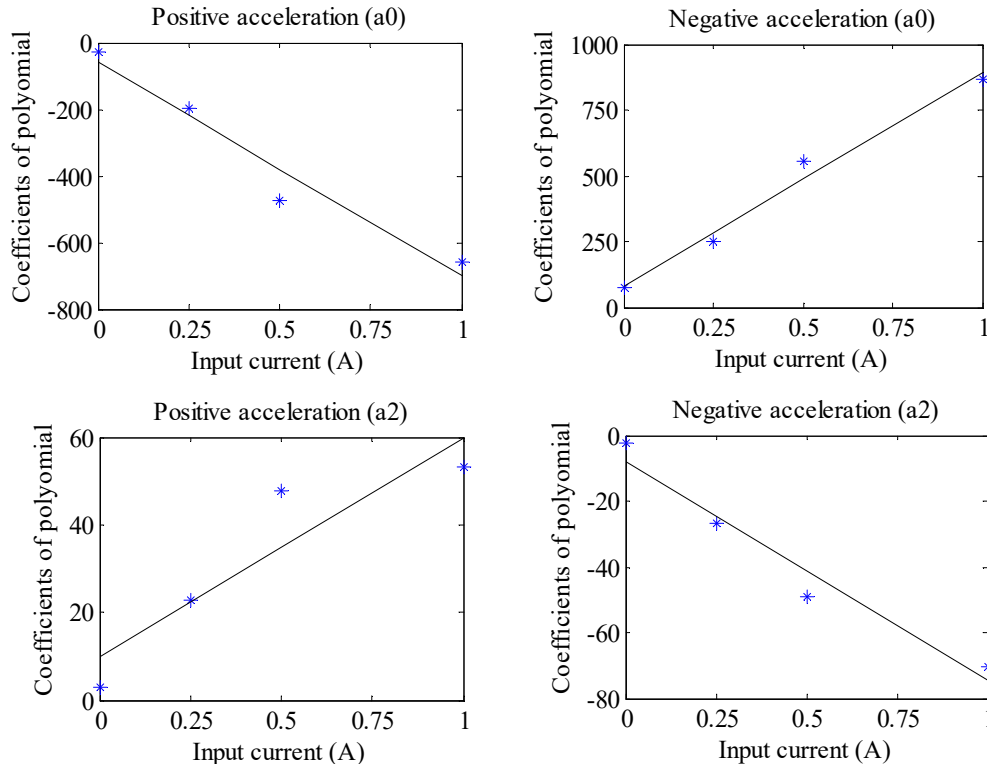 Positive acceleration (a0)
Coefficients of polyomial
0
-200
-400
-600
-800
0 0.25 0.5 0.75 1
Input current (A)
Negative acceleration (a0)
Coefficients of polyomial
1000
750
500
250
0
0 0.25 0.5 0.75 1
Input current (A)
Positive acceleration (a2)
Coefficients of polyomial
60
40
20
0
0 0.25 0.5 0.75 1
Input current (A)
Negative acceleration (a2)
Coefficients of polyomial
0
-20
-40
-60
-80
0 0.25 0.5 0.75 1
Input current (A)